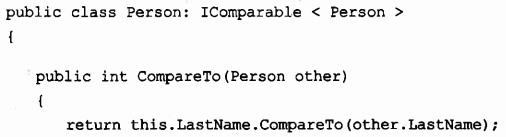 public class Person: IComparable < Person >
{
public int CompareTo(Person other)
{
return this.LastName.CompareTo(other.LastName);